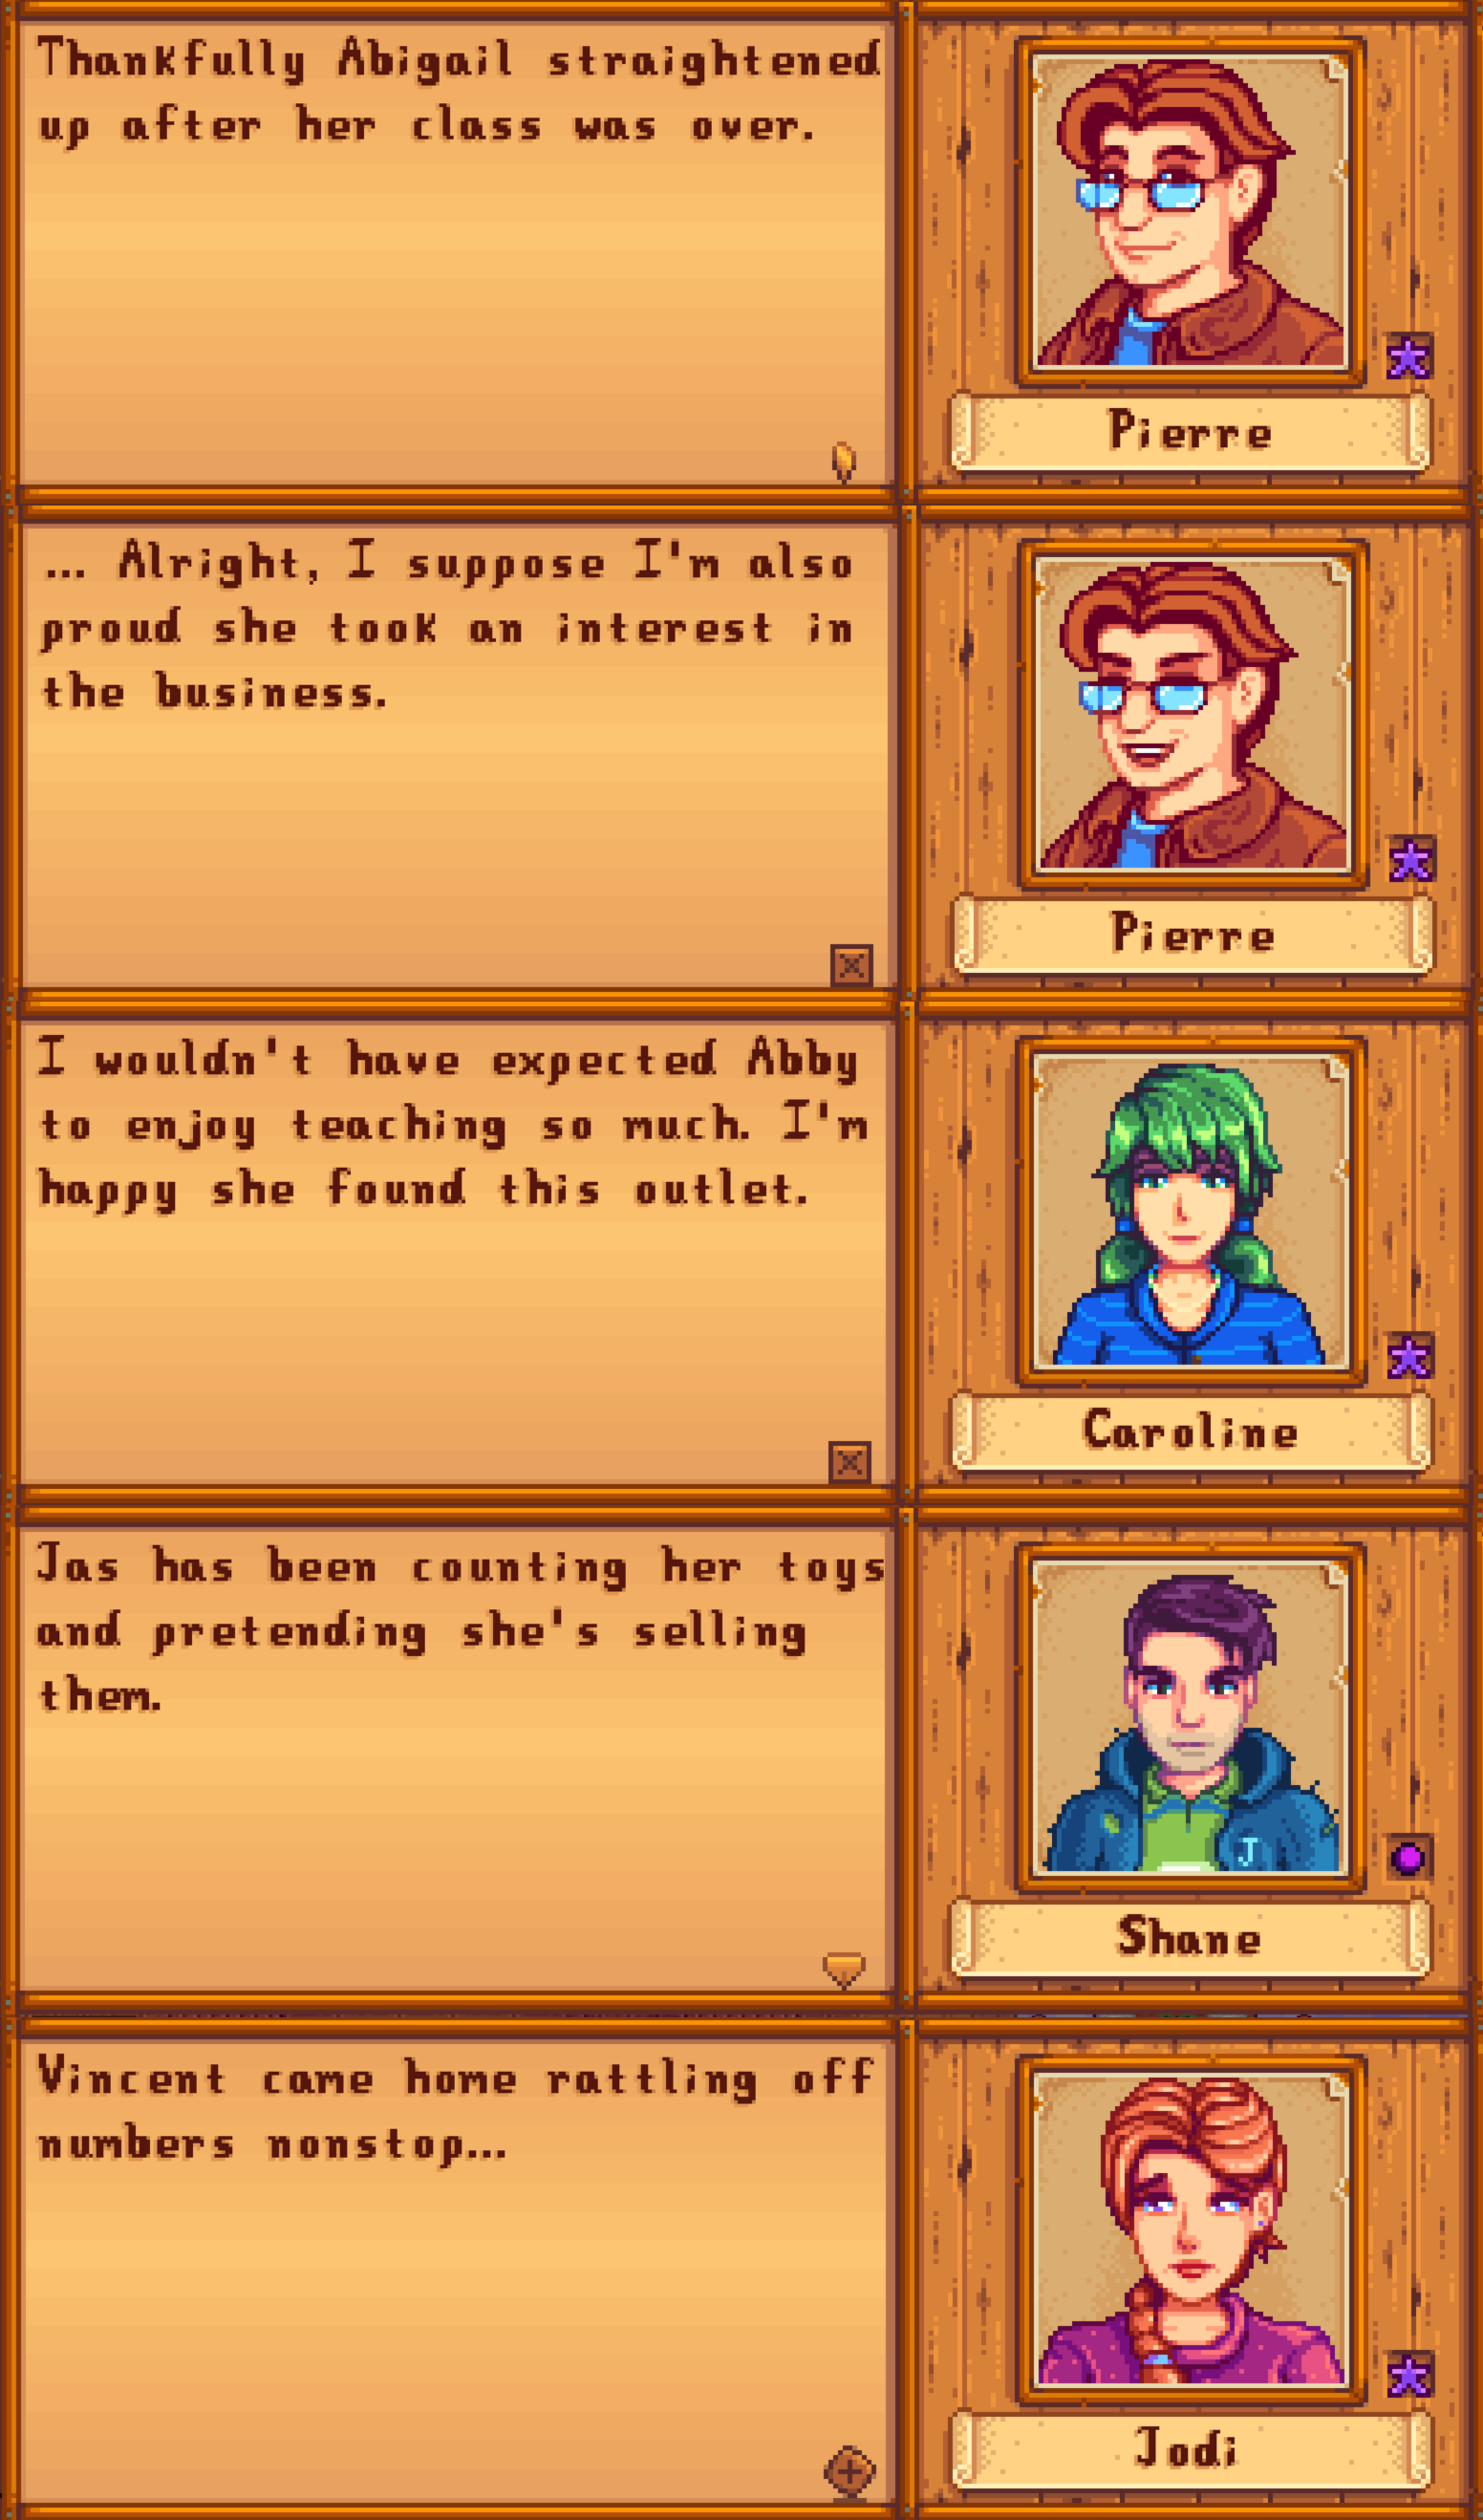 Thankfully Abigail straightened
up after her class was over.
Pierre
... Alright, I suppose I'm also
proud she took an interest in
the business.
Pierre
I wouldn't have expected Abby
to enjoy teaching so much. I'm
happy she found this outlet.
Caroline
Jas has been counting her toys
and pretending she's selling
them.
J
Shane
Vincent came home rattling off
numbers nonstop...
Jodi